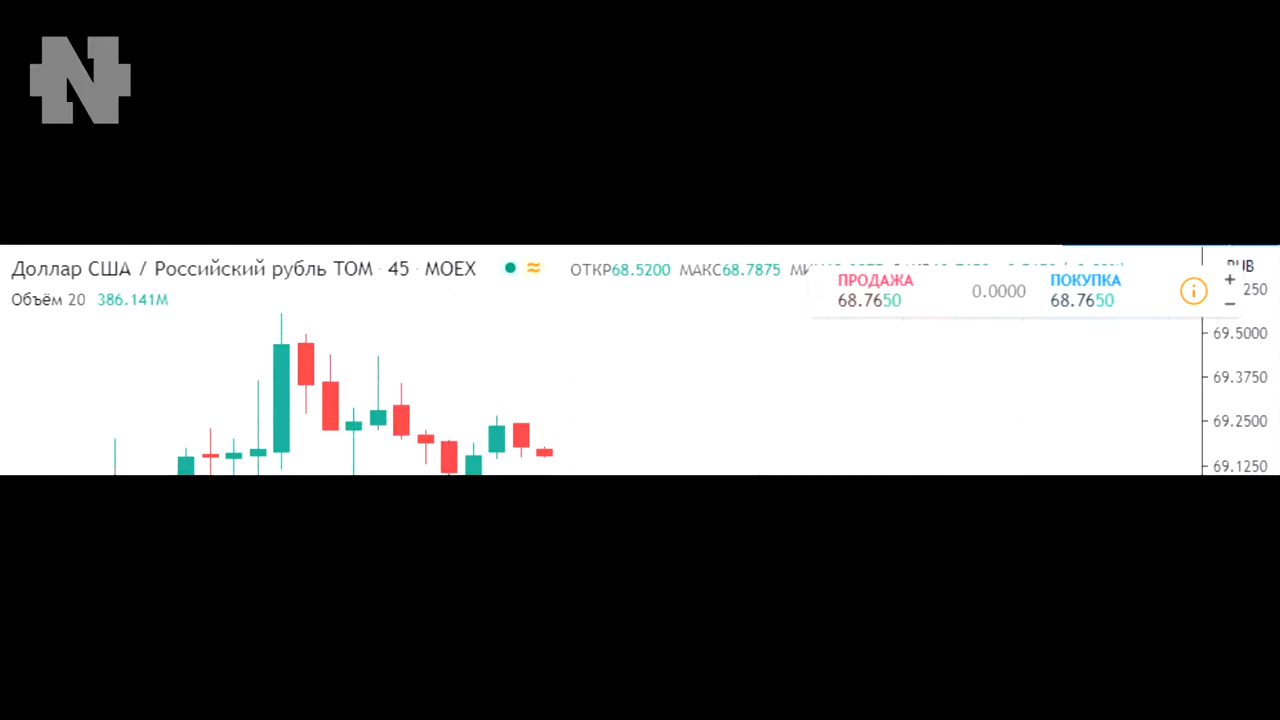 Доллар США / Российский рубль ТОМ · 45 · MOEX ОТКР68.5200 МАКС68.7875
Объём 20 386.141M
ПРОДАЖА
68.7650
0.0000
ПОКУПКА
68.7650
RUB
+
250
−
69.5000
69.3750
69.2500
69.1250